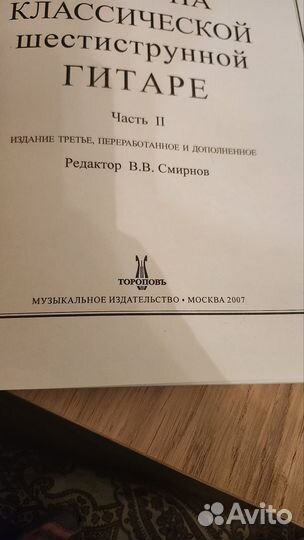 НА
КЛАССИЧЕСКОЙ
шестиструнной
ГИТАРЕ
Часть II
ИЗДАНИЕ ТРЕТЬЕ, ПЕРЕРАБОТАННОЕ И ДОПОЛНЕННОЕ
Редактор В.В. Смирнов
ТОРОПОВЪ
МУЗЫКАЛЬНОЕ ИЗДАТЕЛЬСТВО • МОСКВА 2007
Avito